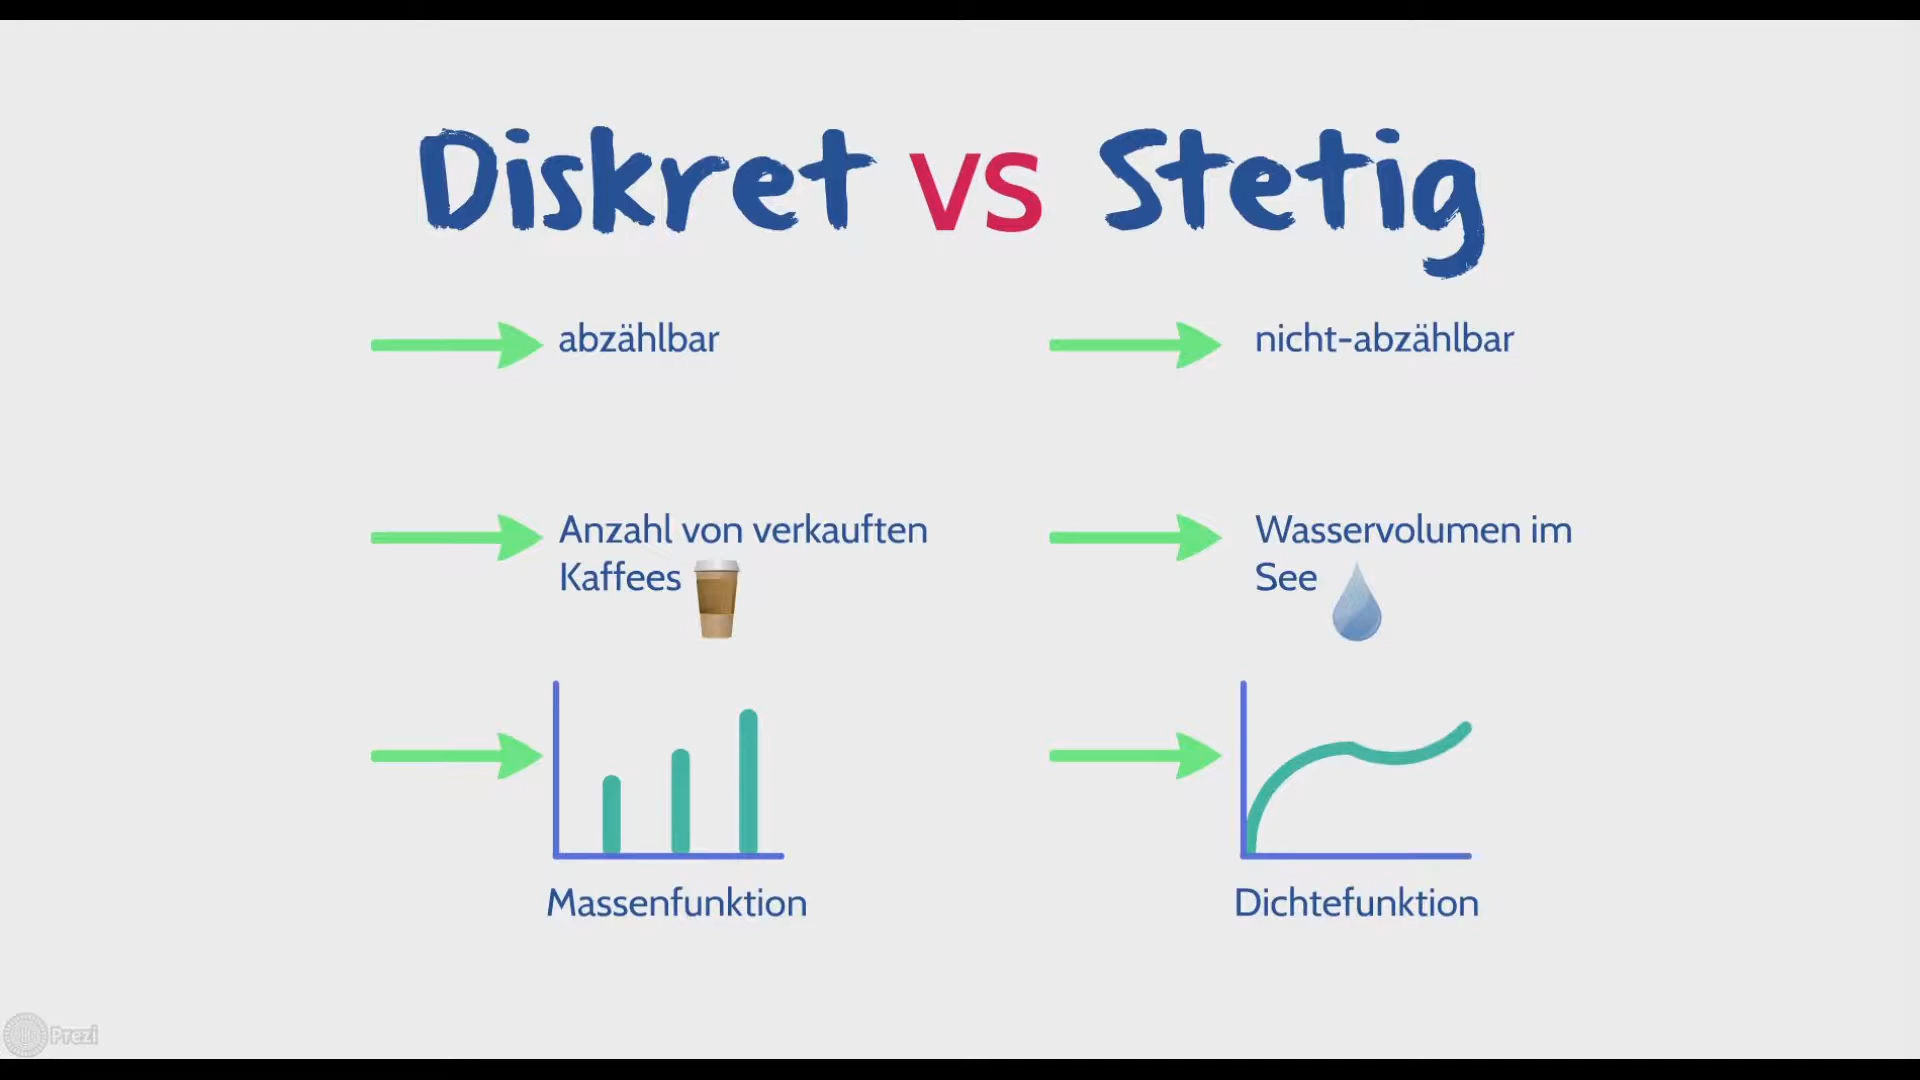 Diskret vs Stetig
abzählbar
nicht-abzählbar
Anzahl von verkauften
Kaffees
Wasservolumen im
See
Massenfunktion
Dichtefunktion
Prezi